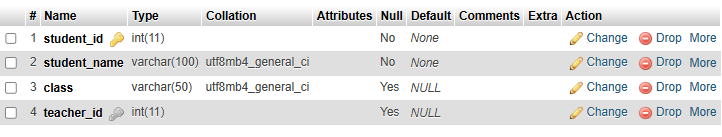 # Name Type Collation Attributes Null Default Comments Extra Action
1 student_id int(11) No None Change Drop More
2 student_name varchar(100) utf8mb4_general_ci No None Change Drop More
3 class varchar(50) utf8mb4_general_ci Yes NULL Change Drop More
4 teacher_id int(11) Yes NULL Change Drop More